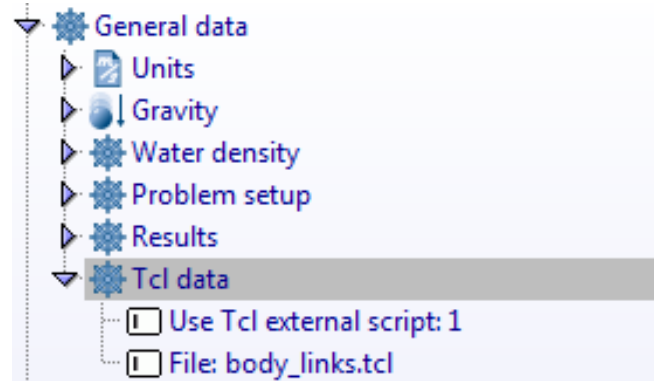 General data
Units
Gravity
Water density
Problem setup
Results
Tcl data
Use Tcl external script: 1
File: body_links.tcl